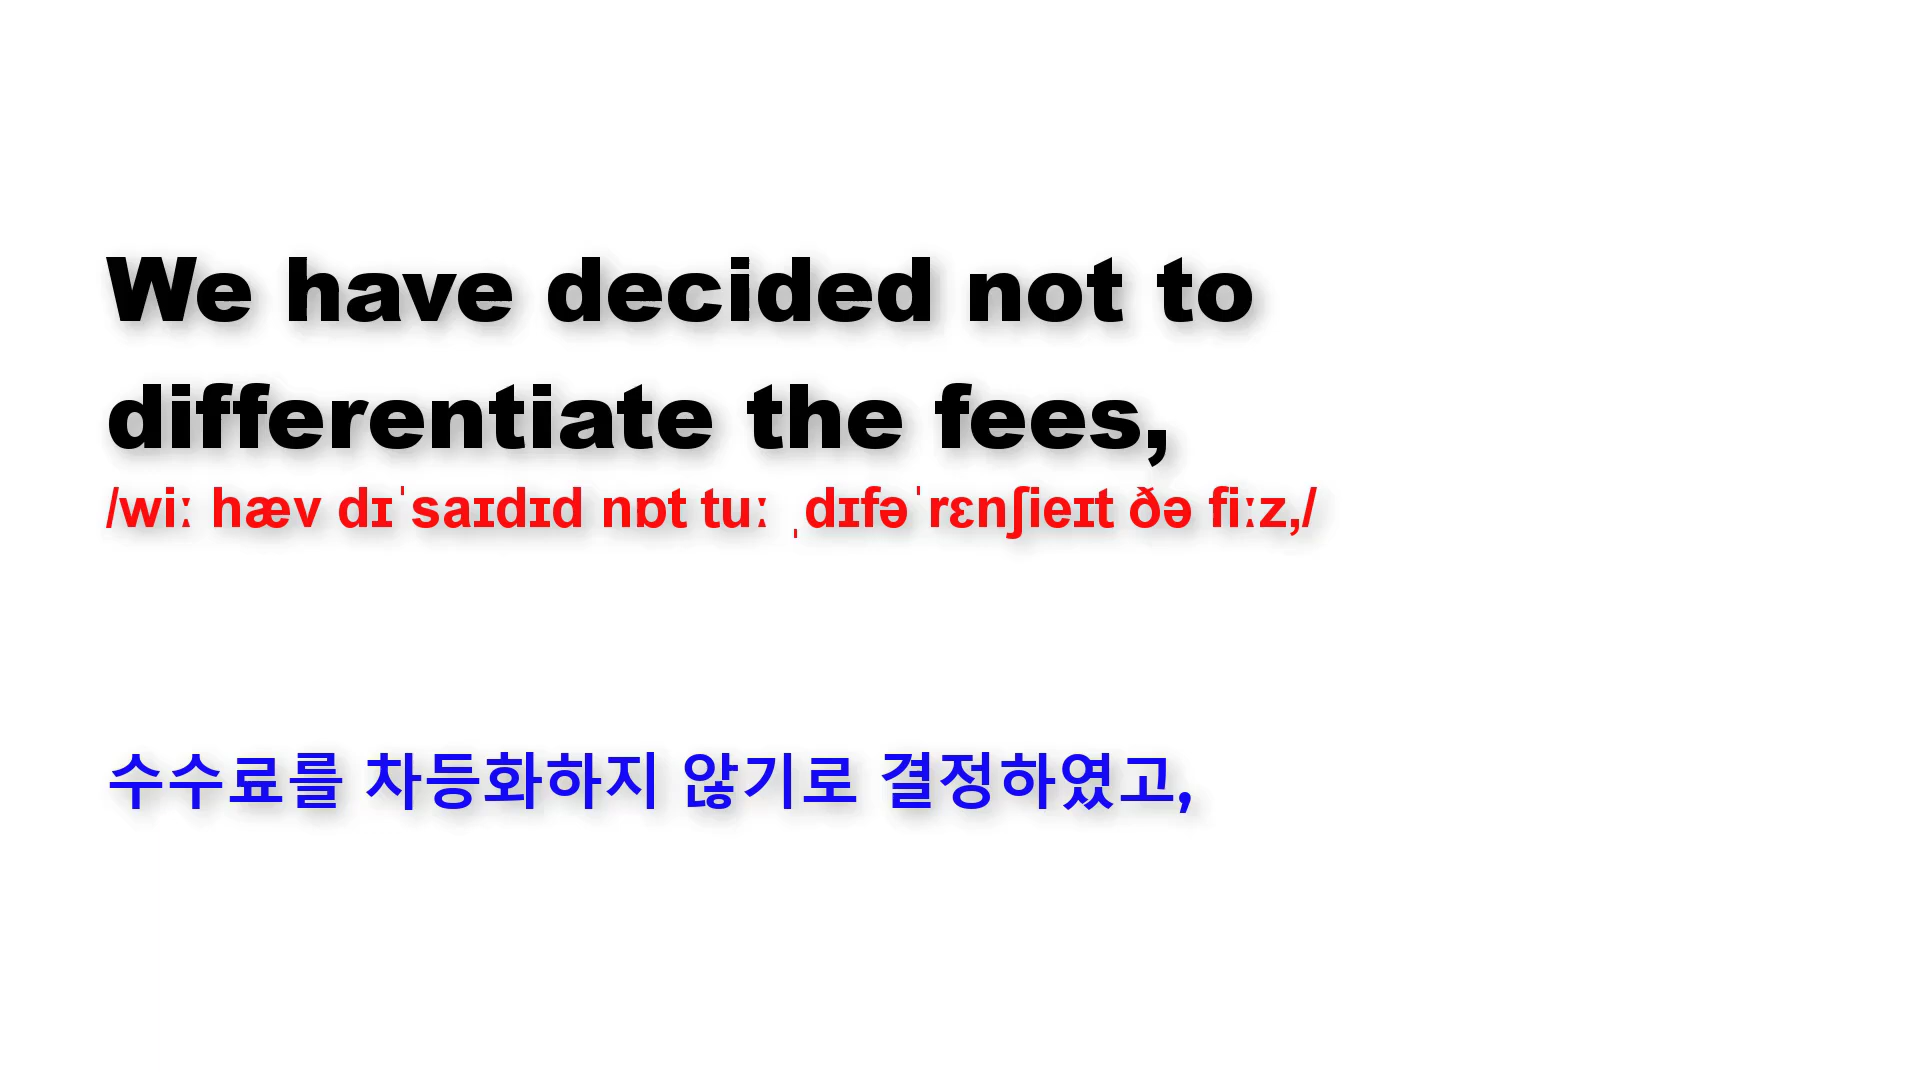 We have decided not to
differentiate the fees,
/wiː hæv dɪˈsaɪdɪd nɒt tuː ˌdɪfəˈrɛnʃieɪt ðə fiːz,/
수수료를 차등화하지 않기로 결정하였고,